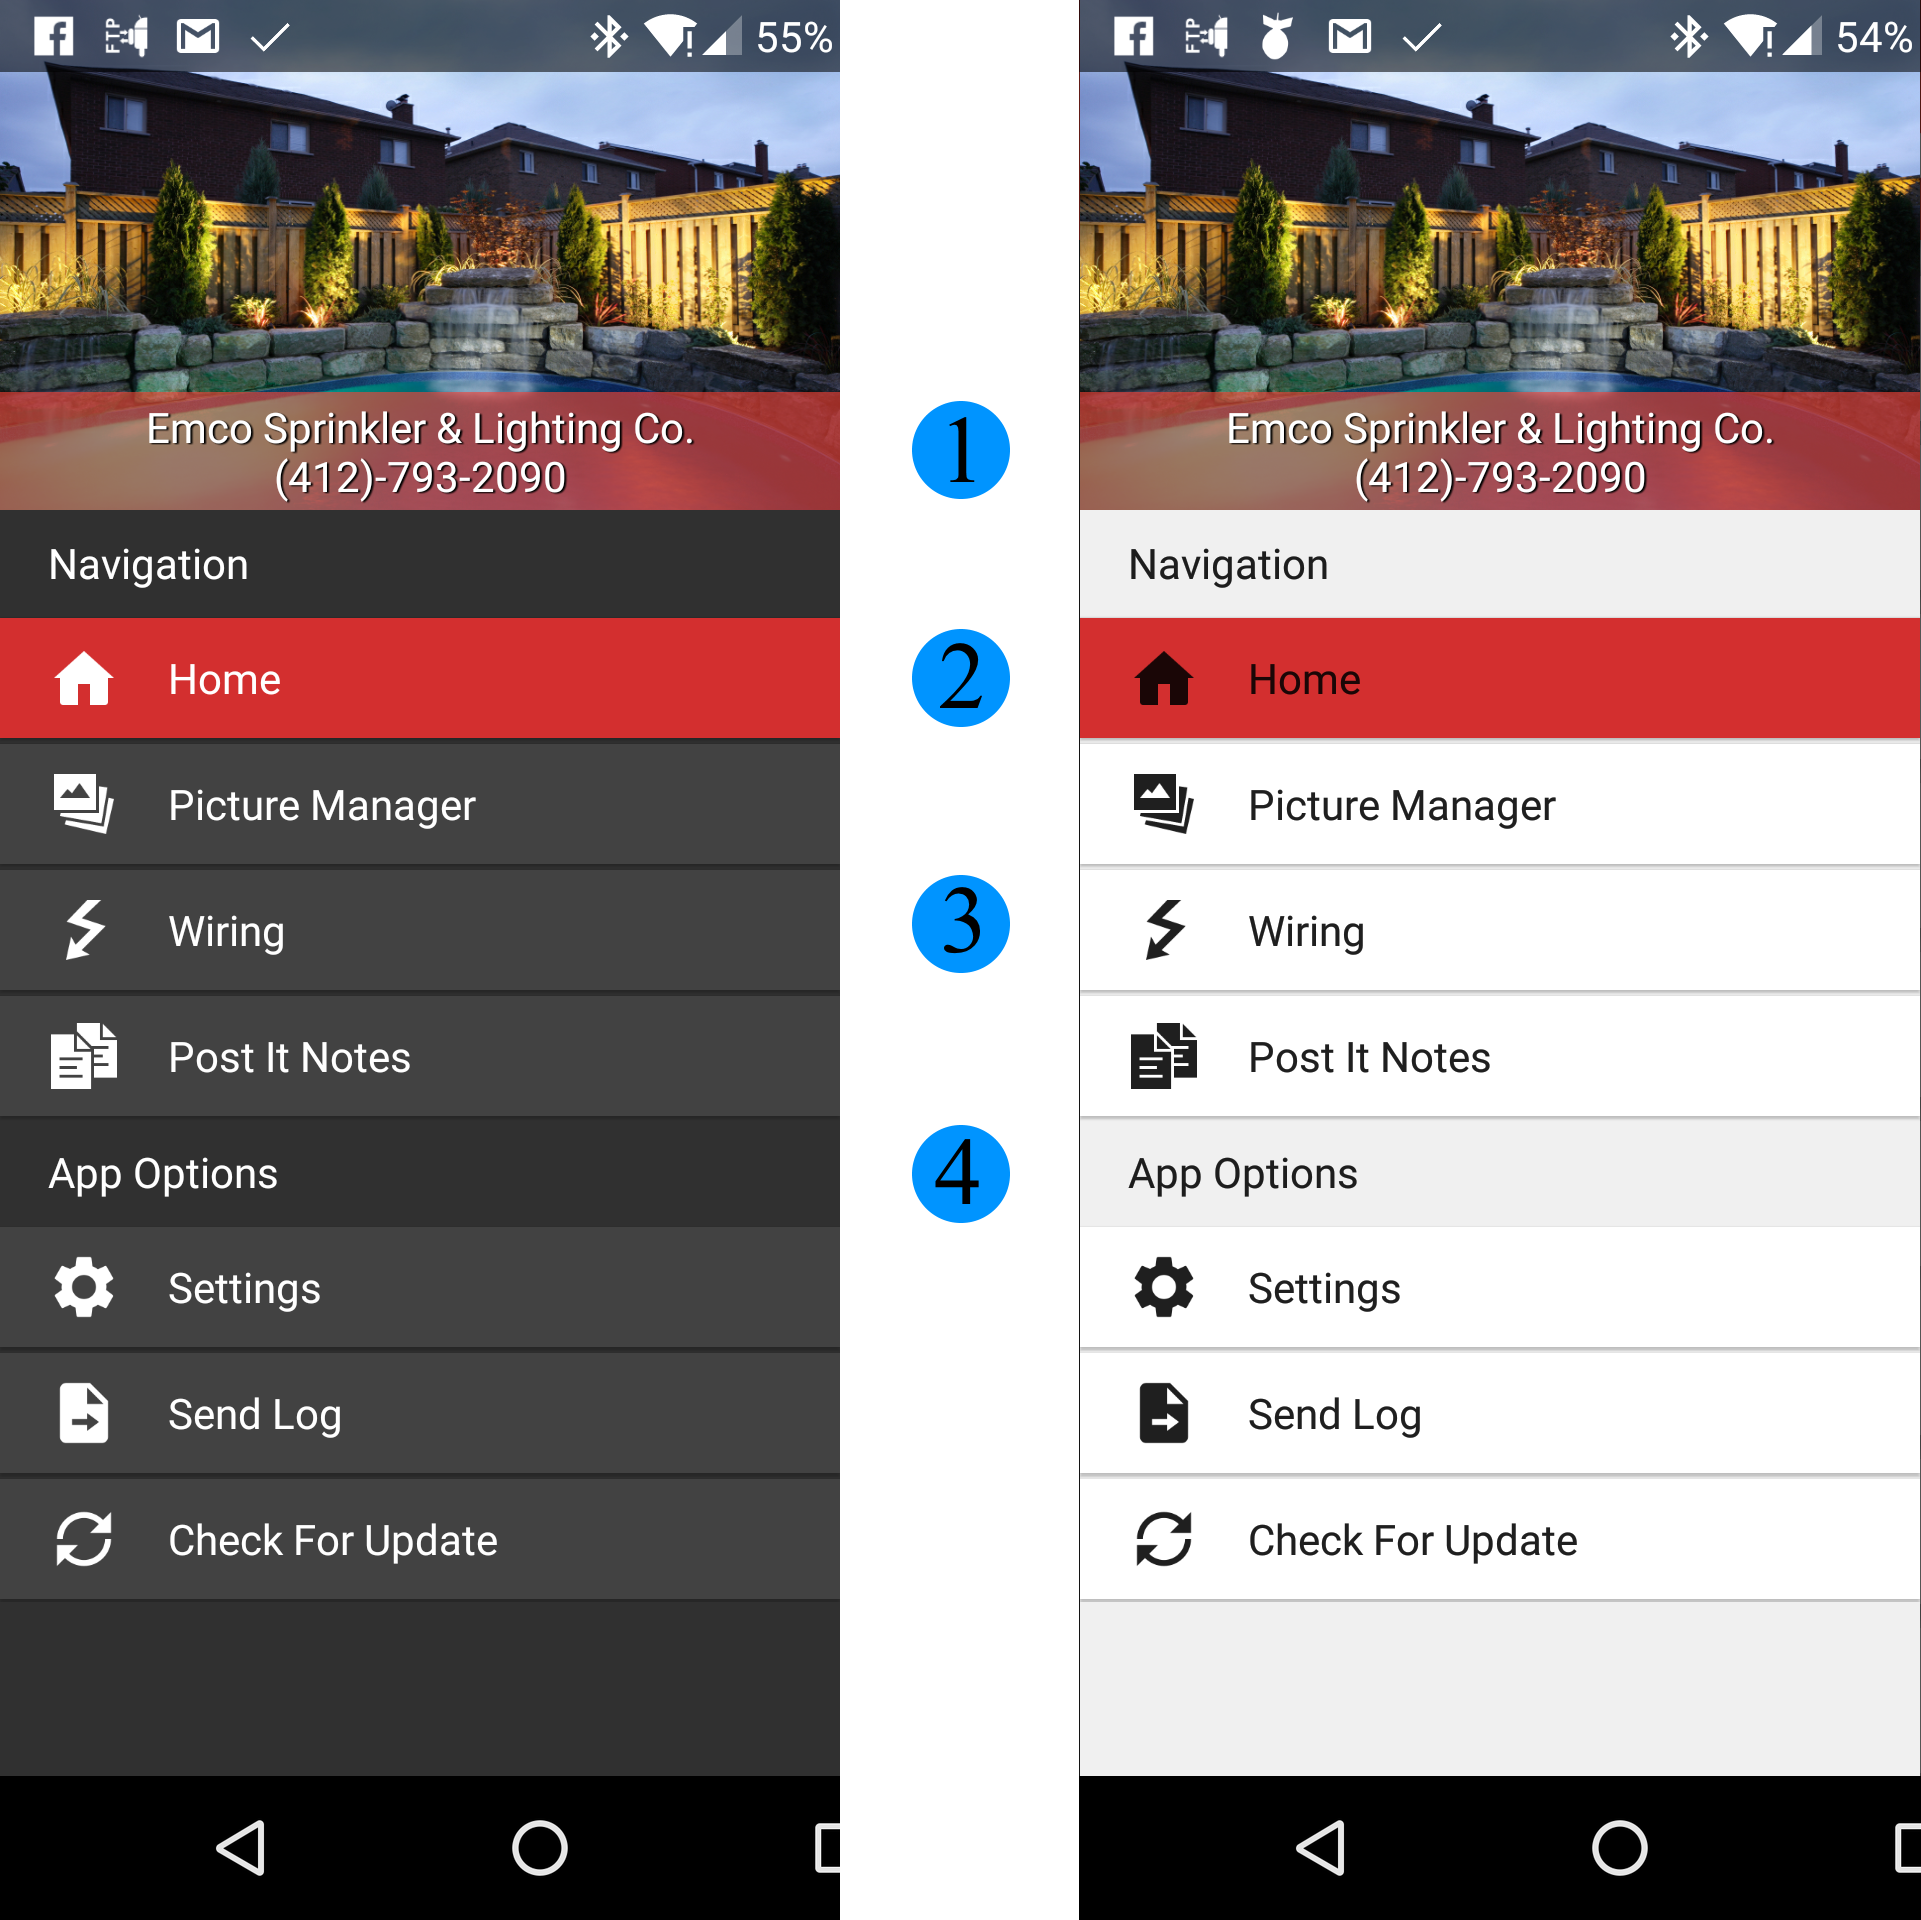 FTP 55%
Emco Sprinkler & Lighting Co.
(412)-793-2090
Navigation
Home
Picture Manager
Wiring
Post It Notes
App Options
Settings
Send Log
Check For Update
1
2
3
4
FTP 54%
Emco Sprinkler & Lighting Co.
(412)-793-2090
Navigation
Home
Picture Manager
Wiring
Post It Notes
App Options
Settings
Send Log
Check For Update